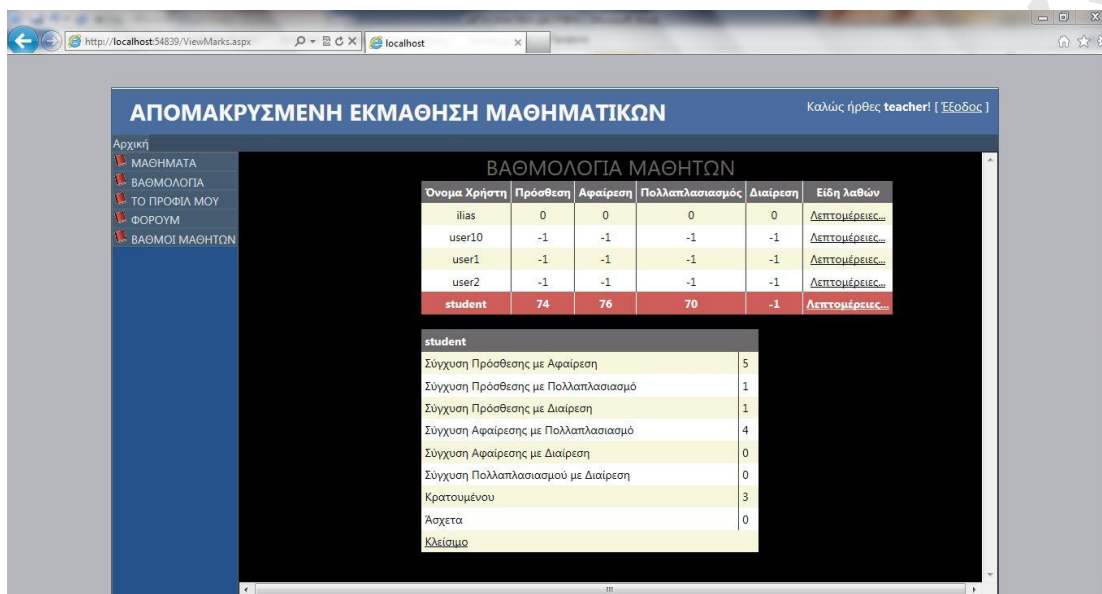 http://localhost:54839/ViewMarks.aspx localhost
ΑΠΟΜΑΚΡΥΣΜΕΝΗ ΕΚΜΑΘΗΣΗ ΜΑΘΗΜΑΤΙΚΩΝ
Καλώς ήρθες teacher! [ Έξοδος ]
Αρχική
ΜΑΘΗΜΑΤΑ
ΒΑΘΜΟΛΟΓΙΑ
ΤΟ ΠΡΟΦΙΛ ΜΟΥ
ΦΟΡΟΥΜ
ΒΑΘΜΟΙ ΜΑΘΗΤΩΝ
ΒΑΘΜΟΛΟΓΙΑ ΜΑΘΗΤΩΝ
Όνομα Χρήστη Πρόσθεση Αφαίρεση Πολλαπλασιασμός Διαίρεση Είδη λαθών
ilias 0 0 0 0 Λεπτομέρειες...
user10 -1 -1 -1 -1 Λεπτομέρειες...
user1 -1 -1 -1 -1 Λεπτομέρειες...
user2 -1 -1 -1 -1 Λεπτομέρειες...
student 74 76 70 -1 Λεπτομέρειες...
student
Σύγχυση Πρόσθεσης με Αφαίρεση 5
Σύγχυση Πρόσθεσης με Πολλαπλασιασμό 1
Σύγχυση Πρόσθεσης με Διαίρεση 1
Σύγχυση Αφαίρεσης με Πολλαπλασιασμό 4
Σύγχυση Αφαίρεσης με Διαίρεση 0
Σύγχυση Πολλαπλασιασμού με Διαίρεση 0
Κρατουμένου 3
Άσχετα 0
Κλείσιμο